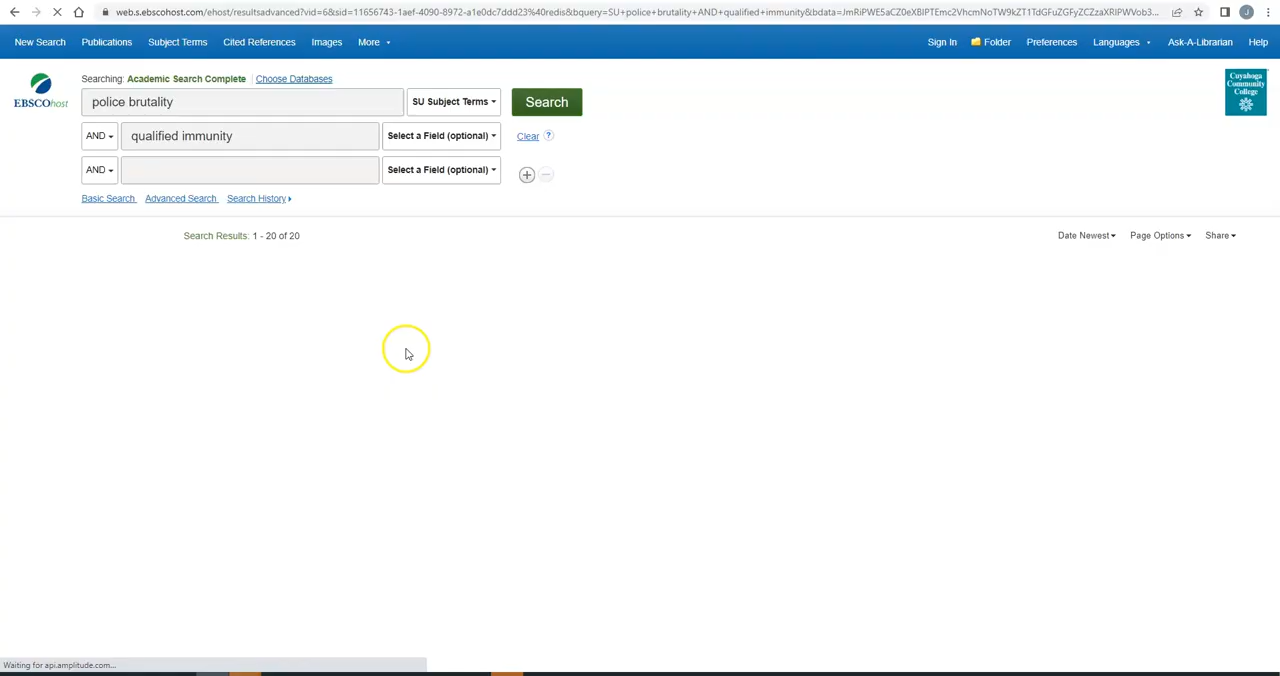 web.s.ebscohost.com/ehost/resultsadvanced?vid=6&sid=11656743-1aef-4090-8972-a1e0dc7ddd23%40redis&bquery=SU+police+brutality+AND+qualified+immunity&bdata=JmRiPWE5aCZ0eXBlPTEmc2VhcmNoTW9kZT1TdGFuZGFyZCZzaXRlPWVob3...
J
New Search Publications Subject Terms Cited References Images More Sign In Folder Preferences Languages Ask-A-Librarian Help
Searching: Academic Search Complete Choose Databases
EBSCOhost
police brutality SU Subject Terms Search
AND qualified immunity Select a Field (optional) Clear ?
AND Select a Field (optional) + −
Basic Search Advanced Search Search History
Cuyahoga
Community
College
Search Results: 1 - 20 of 20 Date Newest Page Options Share
Waiting for api.amplitude.com...